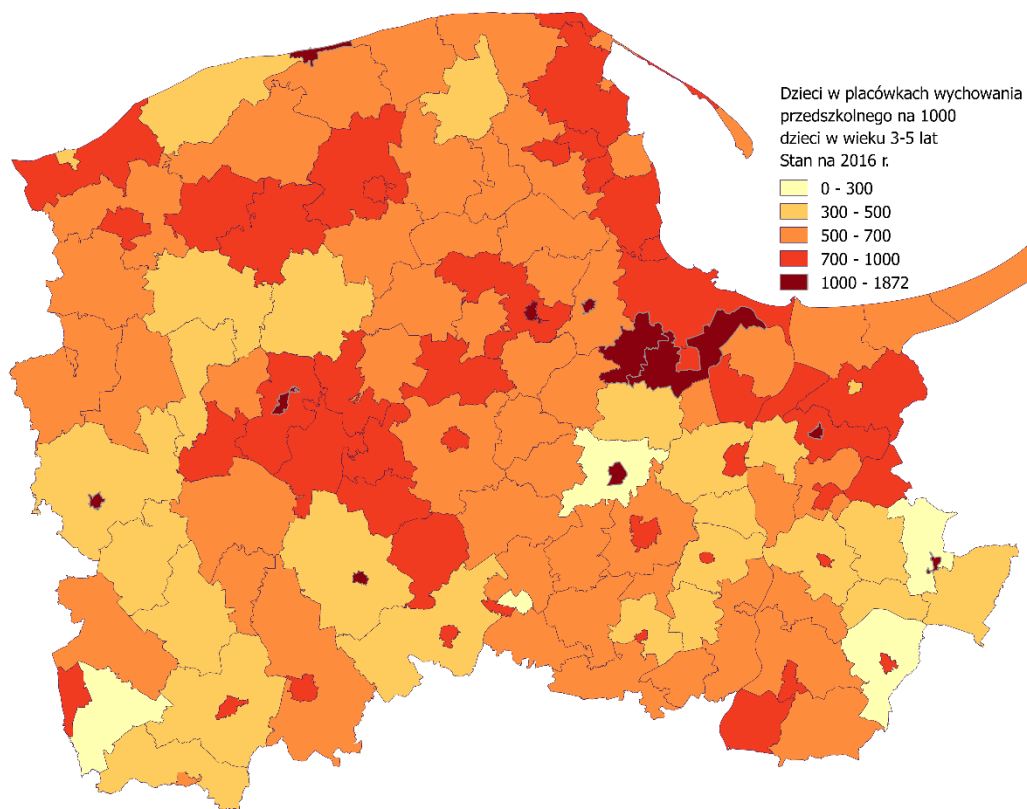 Dzieci w placówkach wychowania
przedszkolnego na 1000
dzieci w wieku 3-5 lat
Stan na 2016 r.
0 - 300
300 - 500
500 - 700
700 - 1000
1000 - 1872